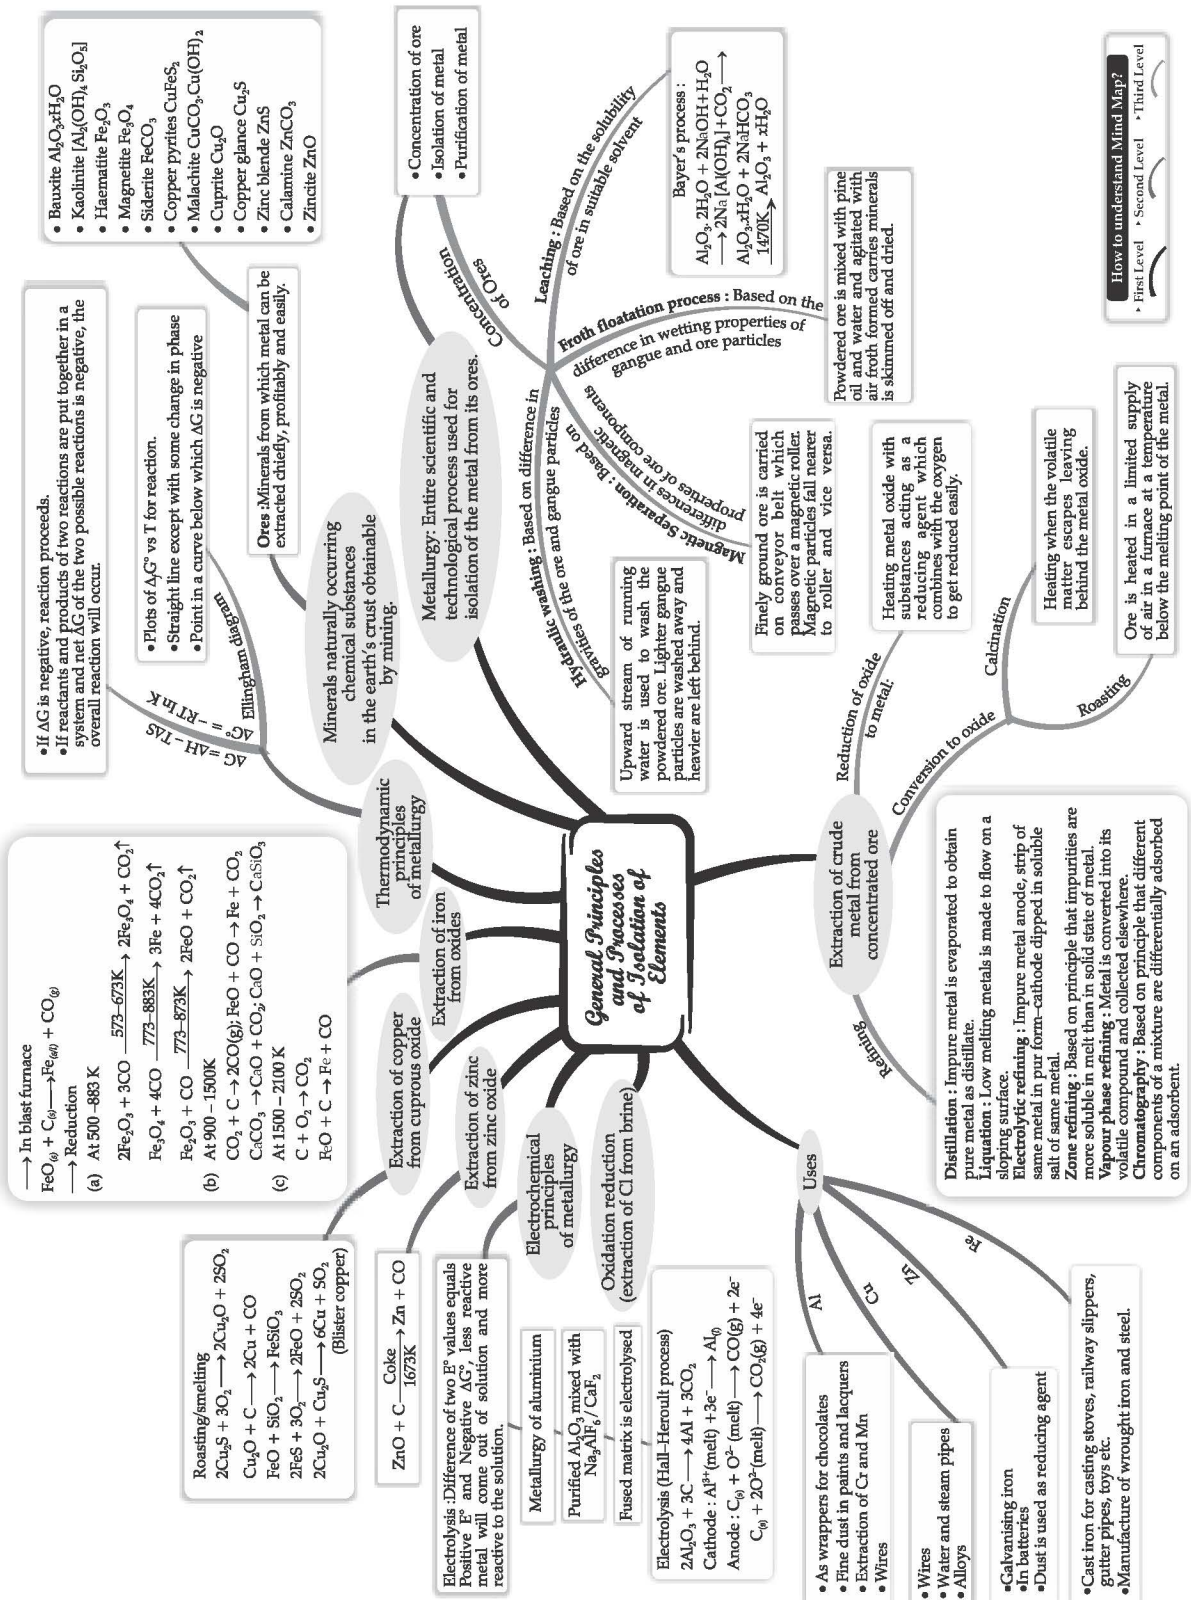 General Principles
and Processes
of Isolation of
Elements
Metallurgy: Entire scientific and
technological process used for
isolation of the metal from its ores.
• Concentration of ore
• Isolation of metal
• Purification of metal
Concentration
of Ores
Leaching : Based on the solubility
of ore in suitable solvent
Bayer's process :
Al₂O₃. 2H₂O + 2NaOH+H₂O
⟶ 2Na [Al(OH)₄]+CO₂⟶
Al₂O₃.xH₂O + 2NaHCO₃
1470K⟶ Al₂O₃ + xH₂O
Froth floatation process : Based on the
difference in wetting properties of
gangue and ore particles
Powdered ore is mixed with pine
oil and water and agitated with
air froth formed carries minerals
is skimmed off and dried.
Magnetic Separation : Based on
differences in magnetic
properties of ore components
Finely ground ore is carried
on conveyor belt which
passes over a magnetic roller.
Magnetic particles fall nearer
to roller and vice versa.
Hydraulic washing : Based on difference in
gravities of the ore and gangue particles
Upward stream of running
water is used to wash the
powdered ore. Lighter gangue
particles are washed away and
heavier are left behind.
Minerals naturally occurring
chemical substances
in the earth's crust obtainable
by mining.
Ores :Minerals from which metal can be
extracted chiefly, profitably and easily.
• Bauxite Al₂O₃xH₂O
• Kaolinite [Al₂(OH)₄ Si₂O₅]
• Haematite Fe₂O₃
• Magnetite Fe₃O₄
• Siderite FeCO₃
• Copper pyrites CuFeS₂
• Malachite CuCO₃.Cu(OH)₂
• Cuprite Cu₂O
• Copper glance Cu₂S
• Zinc blende ZnS
• Calamine ZnCO₃
• Zincite ZnO
Thermodynamic
principles
of metallurgy
ΔG =ΔH – TΔS
ΔG° = – RT ln K
•If ΔG is negative, reaction proceeds.
•If reactants and products of two reactions are put together in a
system and net ΔG of the two possible reactions is negative, the
overall reaction will occur.
Ellingham diagram
•Plots of ΔfG° vs T for reaction.
•Straight line except with some change in phase
•Point in a curve below which ΔG is negative
Extraction of iron
from oxides
⟶ In blast furnace
FeO(s) + C(s)⟶Fe(s/l) + CO(g)
⟶ Reduction
(a) At 500–883 K
2Fe₂O₃ + 3CO 573–673K⟶ 2Fe₃O₄ + CO₂↑
Fe₃O₄ + 4CO 773–883K⟶ 3Fe + 4CO₂↑
Fe₂O₃ + CO 773–873K⟶ 2FeO + CO₂↑
(b) At 900 – 1500K
CO₂ + C → 2CO(g); FeO + CO → Fe + CO₂
CaCO₃ → CaO + CO₂; CaO + SiO₂ → CaSiO₃
(c) At 1500 – 2100 K
C + O₂ → CO₂
FeO + C → Fe + CO
Extraction of copper
from cuprous oxide
Roasting/smelting
2Cu₂S + 3O₂ ⟶ 2Cu₂O + 2SO₂
Cu₂O + C ⟶ 2Cu + CO
FeO + SiO₂ ⟶ FeSiO₃
2FeS + 3O₂ ⟶ 2FeO + 2SO₂
2Cu₂O + Cu₂S ⟶ 6Cu + SO₂
(Blister copper)
Extraction of zinc
from zinc oxide
ZnO + C Coke⟶ Zn + CO
1673K
Electrochemical
principles
of metallurgy
Electrolysis :Difference of two E° values equals
Positive E° and Negative ΔG°, less reactive
metal will come out of solution and more
reactive to the solution.
Metallurgy of aluminium
Purified Al₂O₃ mixed with
Na₃AlF₆ / CaF₂
Fused matrix is electrolysed
Electrolysis (Hall–Heroult process)
2Al₂O₃ + 3C ⟶ 4Al + 3CO₂
Cathode : Al³⁺(melt) +3e⁻ ⟶ Al(l)
Anode : C(s) + O²⁻ (melt) ⟶ CO(g) + 2e⁻
C(s) + 2O²⁻(melt) ⟶ CO₂(g) + 4e⁻
Oxidation reduction
(extraction of Cl from brine)
Uses
Al
• As wrappers for chocolates
• Fine dust in paints and lacquers
• Extraction of Cr and Mn
• Wires
Cu
• Wires
• Water and steam pipes
• Alloys
Zn
•Galvanising iron
•In batteries
•Dust is used as reducing agent
Fe
•Cast iron for casting stoves, railway slippers,
gutter pipes, toys etc.
•Manufacture of wrought iron and steel.
Extraction of crude
metal from
concentrated ore
Reduction of oxide
to metal:
Heating metal oxide with
substances acting as a
reducing agent which
combines with the oxygen
to get reduced easily.
Conversion to oxide
Calcination
Heating when the volatile
matter escapes leaving
behind the metal oxide.
Roasting
Ore is heated in a limited supply
of air in a furnace at a temperature
below the melting point of the metal.
Refining
Distillation : Impure metal is evaporated to obtain
pure metal as distillate.
Liquation : Low melting metals is made to flow on a
sloping surface.
Electrolytic refining : Impure metal anode, strip of
same metal in pur form–cathode dipped in soluble
salt of same metal.
Zone refining : Based on principle that impurities are
more soluble in melt than in solid state of metal.
Vapour phase refining : Metal is converted into its
volatile compound and collected elsewhere.
Chromatography : Based on principle that different
components of a mixture are differentially adsorbed
on an adsorbent.
How to understand Mind Map?
‣ First Level ‣ Second Level ‣Third Level